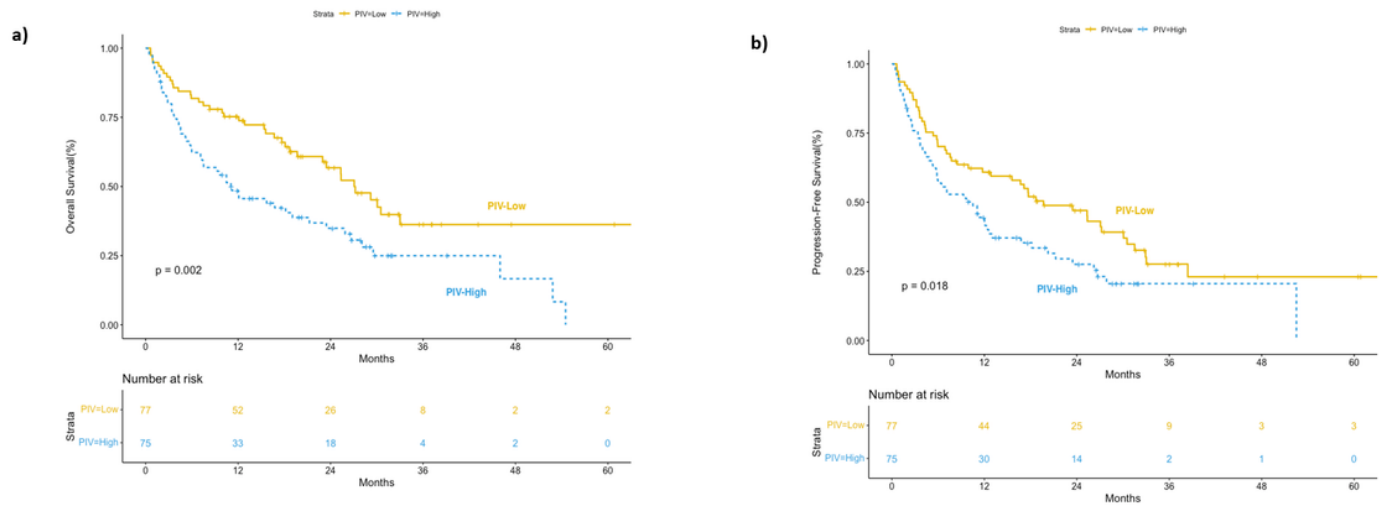 a)
Strata PIV=Low PIV=High
1.00
0.75
0.50
0.25
0.00
Overall Survival(%)
PIV-Low
p = 0.002
PIV-High
0 12 24 36 48 60
Months
Number at risk
Strata
PIV=Low 77 52 26 8 2 2
PIV=High 75 33 18 4 2 0
0 12 24 36 48 60
Months
b)
Strata PIV=Low PIV=High
1.00
0.75
0.50
0.25
0.00
Progression-Free Survival(%)
PIV-Low
p = 0.018
PIV-High
0 12 24 36 48 60
Months
Number at risk
Strata
PIV=Low 77 44 25 9 3 3
PIV=High 75 30 14 2 1 0
0 12 24 36 48 60
Months